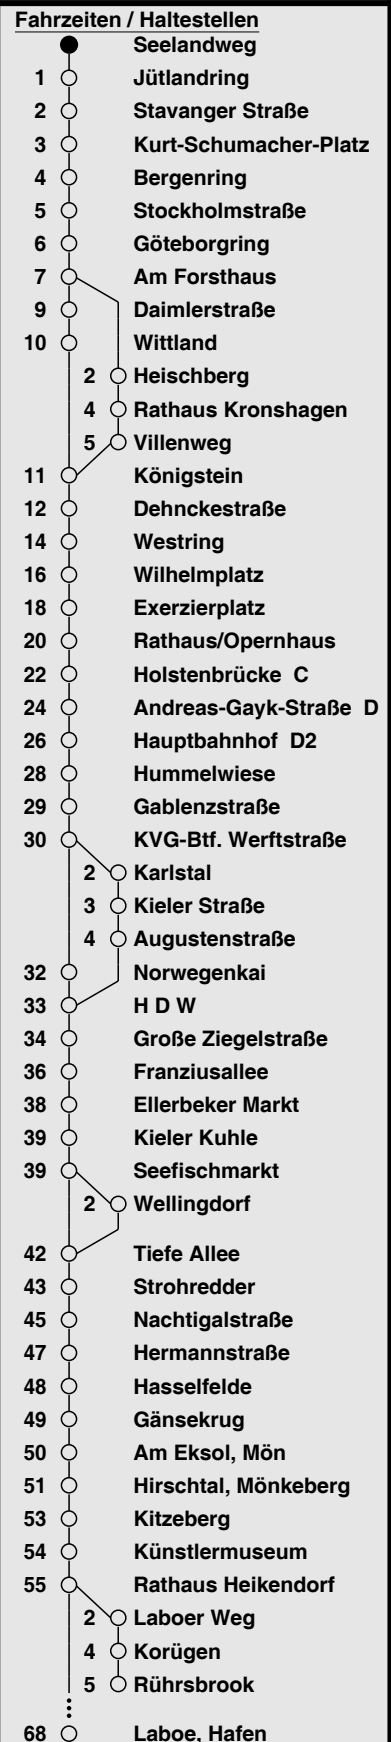 Fahrzeiten / Haltestellen
Seelandweg
1 Jütlandring
2 Stavanger Straße
3 Kurt-Schumacher-Platz
4 Bergenring
5 Stockholmstraße
6 Göteborgring
7 Am Forsthaus
9 Daimlerstraße
10 Wittland
2 Heischberg
4 Rathaus Kronshagen
5 Villenweg
11 Königstein
12 Dehnckestraße
14 Westring
16 Wilhelmplatz
18 Exerzierplatz
20 Rathaus/Opernhaus
22 Holstenbrücke C
24 Andreas-Gayk-Straße D
26 Hauptbahnhof D2
28 Hummelwiese
29 Gablenzstraße
30 KVG-Btf. Werftstraße
2 Karlstal
3 Kieler Straße
4 Augustenstraße
32 Norwegenkai
33 H D W
34 Große Ziegelstraße
36 Franziusallee
38 Ellerbeker Markt
39 Kieler Kuhle
39 Seefischmarkt
2 Wellingdorf
42 Tiefe Allee
43 Strohredder
45 Nachtigalstraße
47 Hermannstraße
48 Hasselfelde
49 Gänsekrug
50 Am Eksol, Mön
51 Hirschtal, Mönkeberg
53 Kitzeberg
54 Künstlermuseum
55 Rathaus Heikendorf
2 Laboer Weg
4 Korügen
5 Rührsbrook
68 Laboe, Hafen